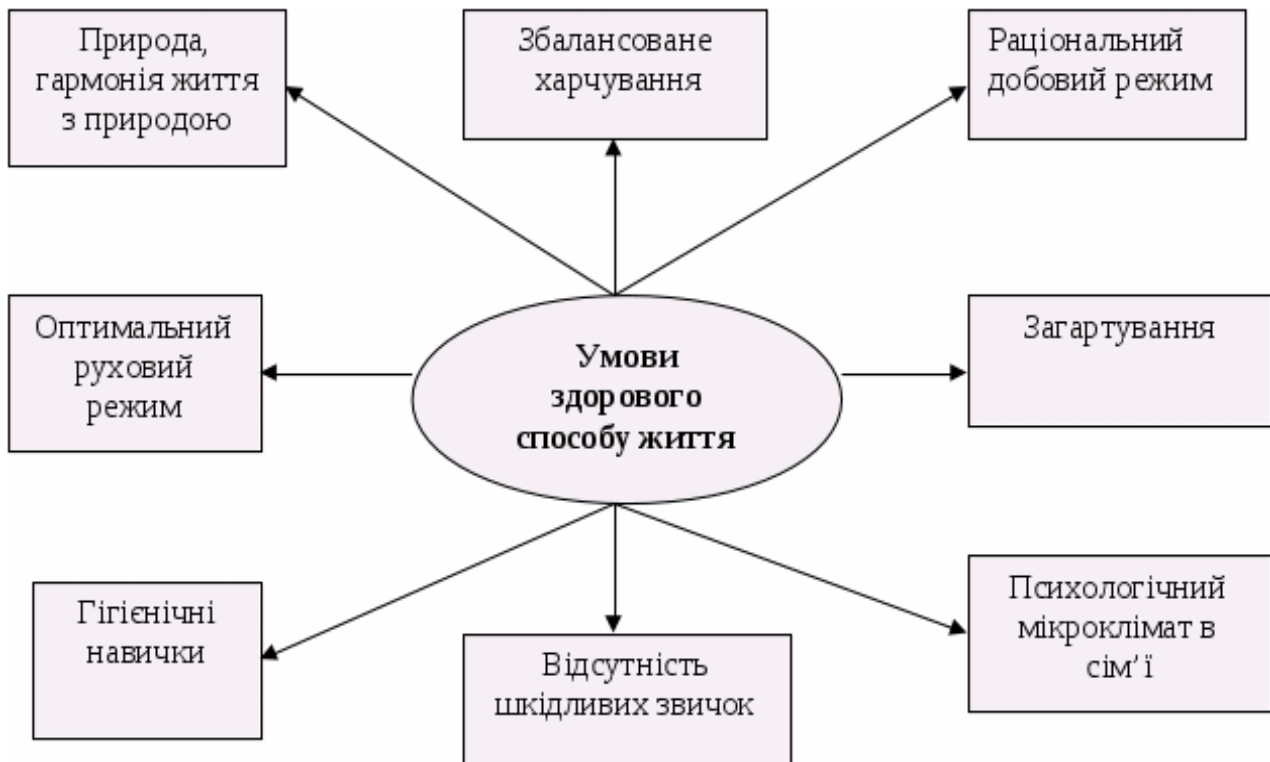 Природа,
гармонія життя
з природою
Збалансоване
харчування
Раціональний
добовий режим
Оптимальний
руховий
режим
Умови
здорового
способу життя
Загартування
Гігієнічні
навички
Відсутність
шкідливих звичок
Психологічний
мікроклімат в
сім’ї